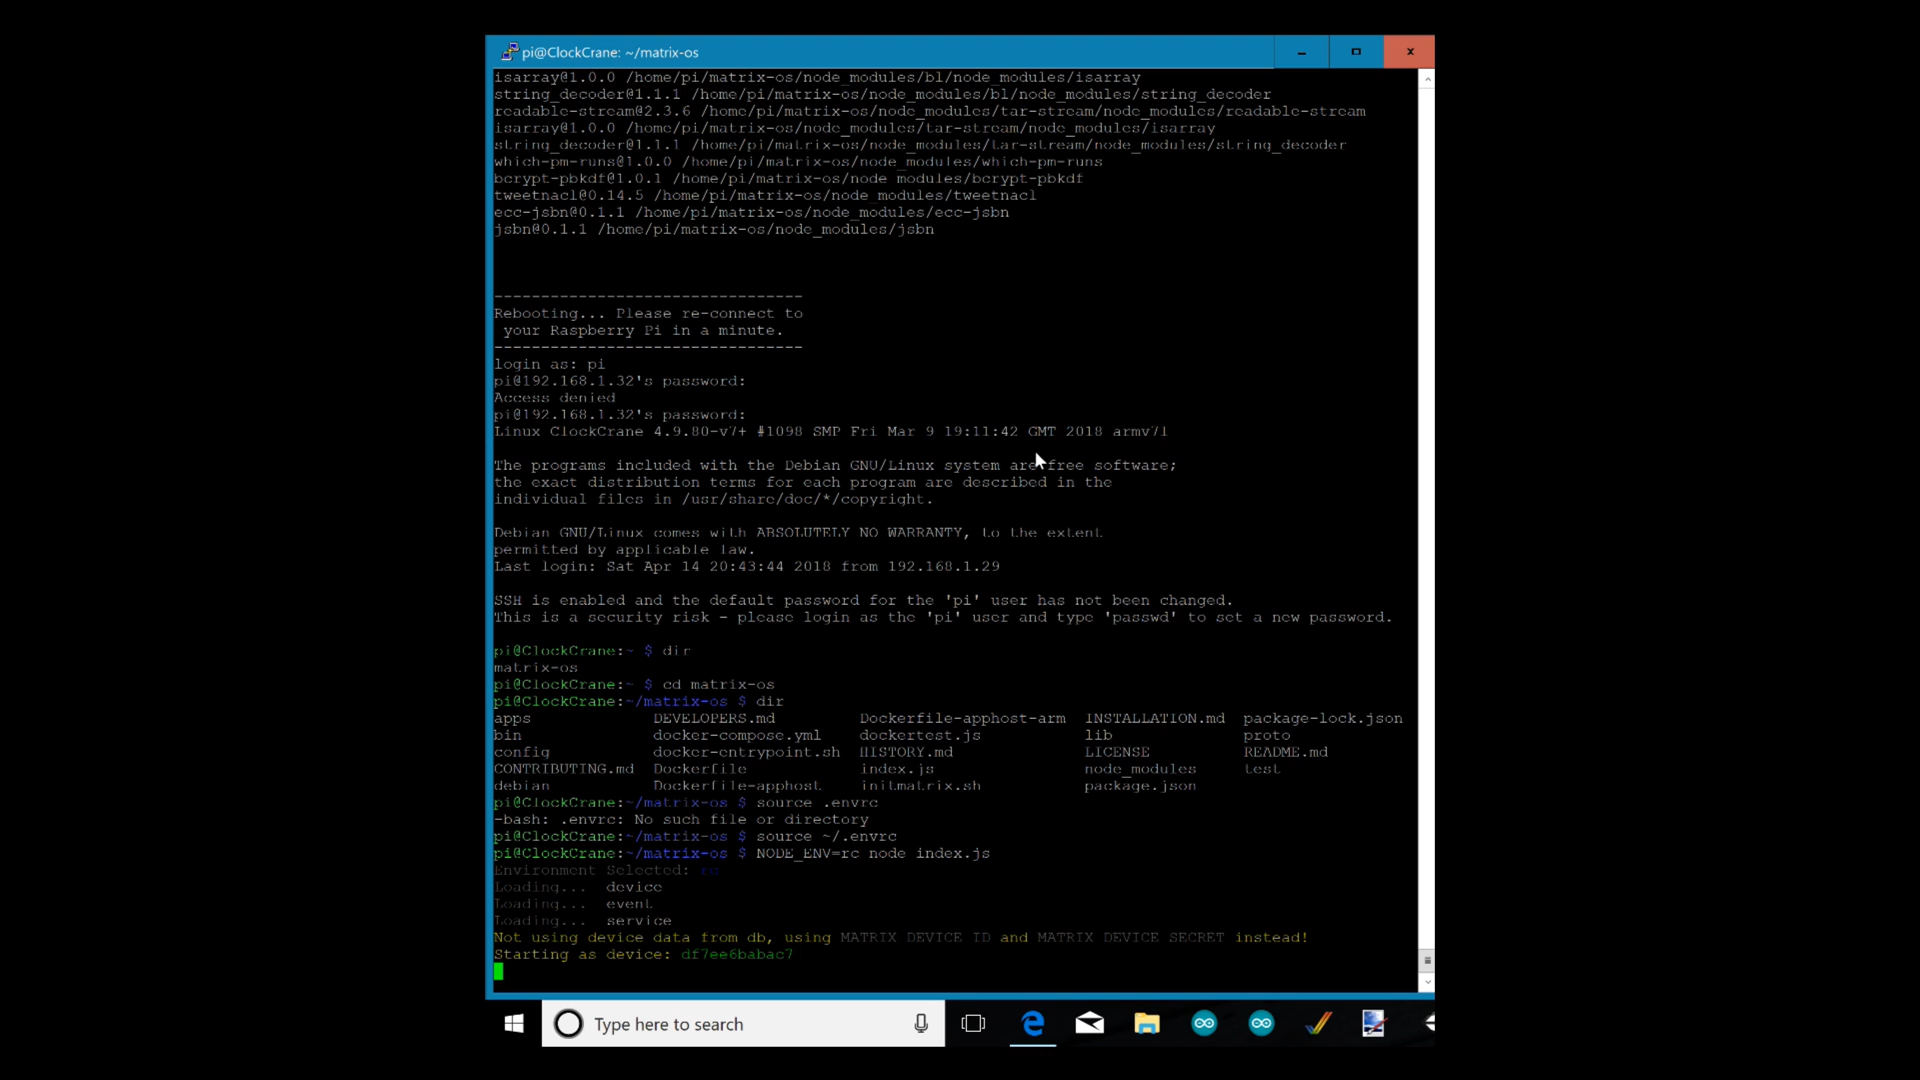 pi@ClockCrane: ~/matrix-os
isarray@1.0.0 /home/pi/matrix-os/node_modules/bl/node_modules/isarray
string_decoder@1.1.1 /home/pi/matrix-os/node_modules/bl/node_modules/string_decoder
readable-stream@2.3.6 /home/pi/matrix-os/node_modules/tar-stream/node_modules/readable-stream
isarray@1.0.0 /home/pi/matrix-os/node_modules/tar-stream/node_modules/isarray
string_decoder@1.1.1 /home/pi/matrix-os/node_modules/tar-stream/node_modules/string_decoder
which-pm-runs@1.0.0 /home/pi/matrix-os/node_modules/which-pm-runs
bcrypt-pbkdf@1.0.1 /home/pi/matrix-os/node_modules/bcrypt-pbkdf
tweetnacl@0.14.5 /home/pi/matrix-os/node_modules/tweetnacl
ecc-jsbn@0.1.1 /home/pi/matrix-os/node_modules/ecc-jsbn
jsbn@0.1.1 /home/pi/matrix-os/node_modules/jsbn
---------------------------------
Rebooting... Please re-connect to
your Raspberry Pi in a minute.
---------------------------------
login as: pi
pi@192.168.1.32's password:
Access denied
pi@192.168.1.32's password:
Linux ClockCrane 4.9.80-v7+ #1098 SMP Fri Mar 9 19:11:42 GMT 2018 armv7l
The programs included with the Debian GNU/Linux system are free software;
the exact distribution terms for each program are described in the
individual files in /usr/share/doc/*/copyright.
Debian GNU/Linux comes with ABSOLUTELY NO WARRANTY, to the extent
permitted by applicable law.
Last login: Sat Apr 14 20:43:44 2018 from 192.168.1.29
SSH is enabled and the default password for the 'pi' user has not been changed.
This is a security risk - please login as the 'pi' user and type 'passwd' to set a new password.
pi@ClockCrane:~ $ dir
matrix-os
pi@ClockCrane:~ $ cd matrix-os
pi@ClockCrane:~/matrix-os $ dir
apps DEVELOPERS.md Dockerfile-apphost-arm INSTALLATION.md package-lock.json
bin docker-compose.yml dockertest.js lib proto
config docker-entrypoint.sh HISTORY.md LICENSE README.md
CONTRIBUTING.md Dockerfile index.js node_modules test
debian Dockerfile-apphost initmatrix.sh package.json
pi@ClockCrane:~/matrix-os $ source .envrc
-bash: .envrc: No such file or directory
pi@ClockCrane:~/matrix-os $ source ~/.envrc
pi@ClockCrane:~/matrix-os $ NODE_ENV=rc node index.js
Environment Selected: rc
Loading... device
Loading... event
Loading... service
Not using device data from db, using MATRIX_DEVICE_ID and MATRIX_DEVICE_SECRET instead!
Starting as device: df7ee6babac7
Type here to search